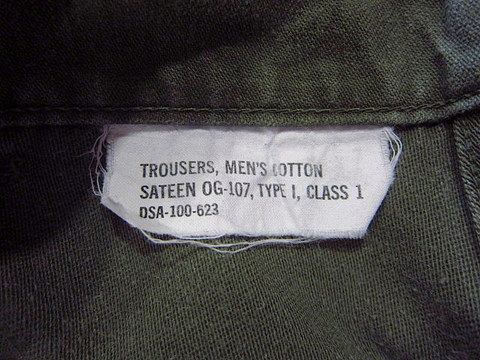 TROUSERS, MEN'S COTTON
SATEEN OG-107, TYPE I, CLASS 1
DSA-100-623